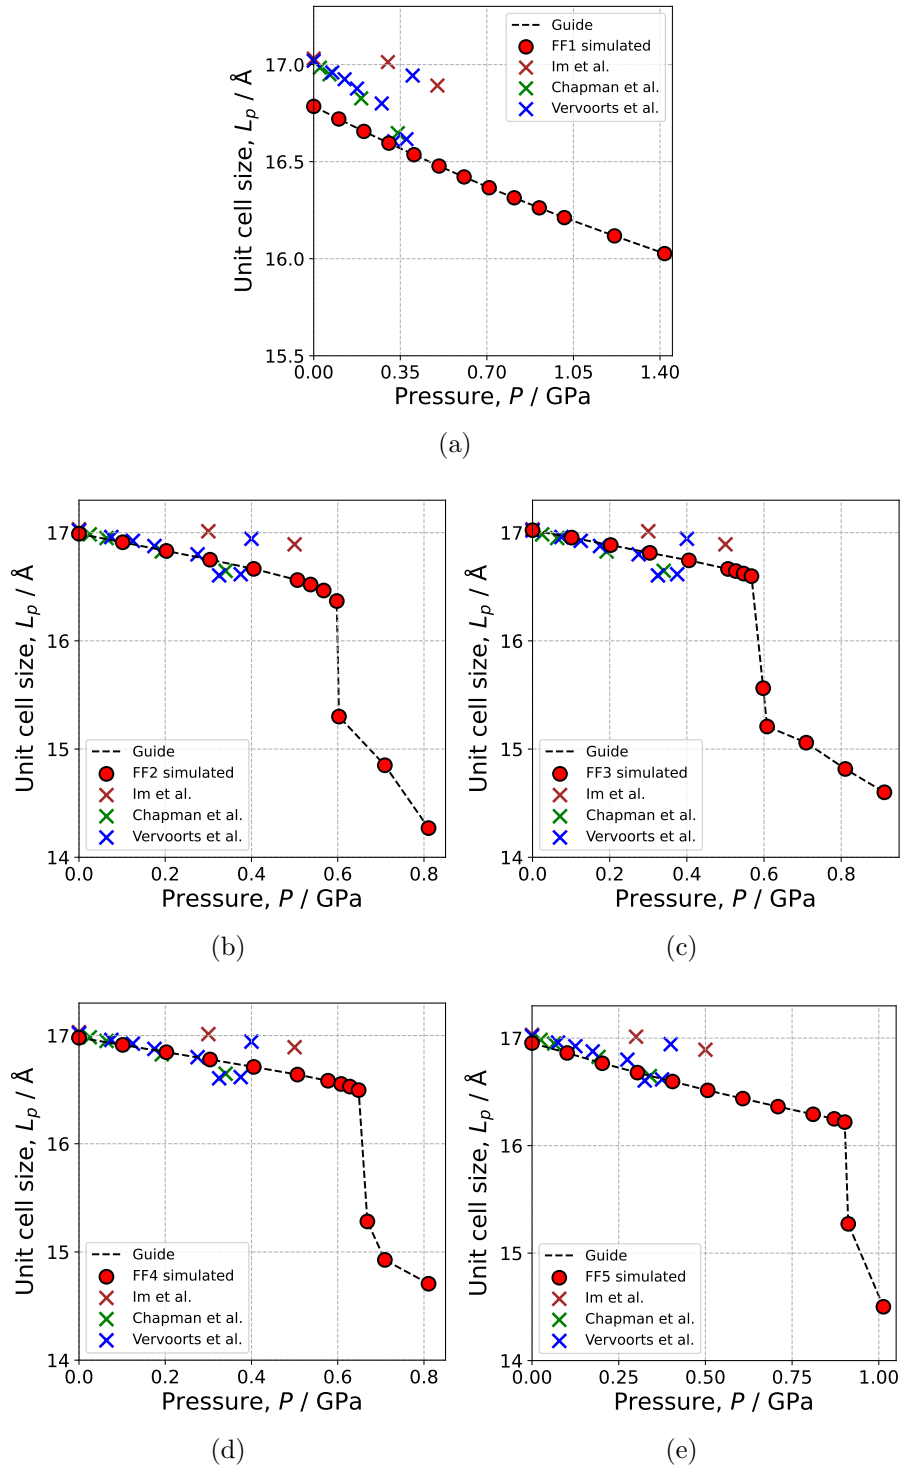 Guide
FF1 simulated
Im et al.
Chapman et al.
Vervoorts et al.
17.0
16.5
16.0
15.5
Unit cell size, Lp / Å
0.00 0.35 0.70 1.05 1.40
Pressure, P / GPa
(a)
17
16
15
14
Unit cell size, Lp / Å
Guide
FF2 simulated
Im et al.
Chapman et al.
Vervoorts et al.
0.0 0.2 0.4 0.6 0.8
Pressure, P / GPa
(b)
17
16
15
14
Unit cell size, Lp / Å
Guide
FF3 simulated
Im et al.
Chapman et al.
Vervoorts et al.
0.0 0.2 0.4 0.6 0.8
Pressure, P / GPa
(c)
17
16
15
14
Unit cell size, Lp / Å
Guide
FF4 simulated
Im et al.
Chapman et al.
Vervoorts et al.
0.0 0.2 0.4 0.6 0.8
Pressure, P / GPa
(d)
17
16
15
14
Unit cell size, Lp / Å
Guide
FF5 simulated
Im et al.
Chapman et al.
Vervoorts et al.
0.00 0.25 0.50 0.75 1.00
Pressure, P / GPa
(e)